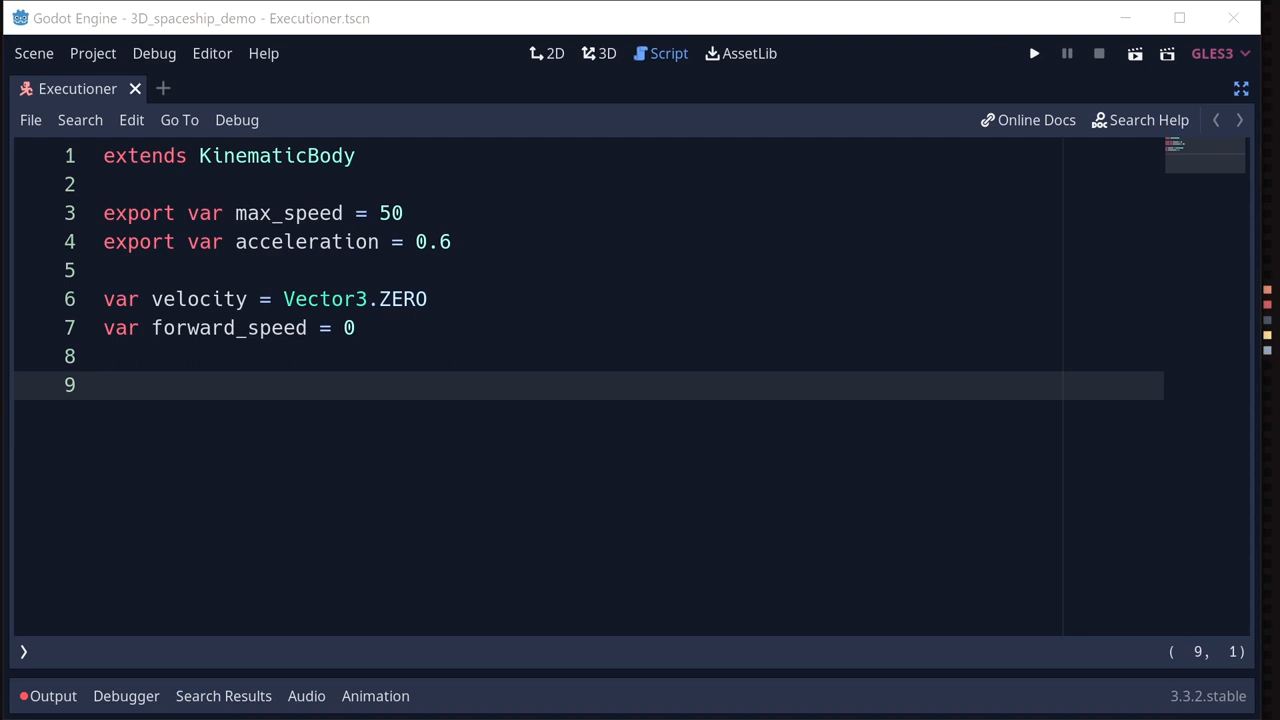 Godot Engine - 3D_spaceship_demo - Executioner.tscn
Scene Project Debug Editor Help 2D 3D Script AssetLib GLES3
Executioner
File Search Edit Go To Debug Online Docs Search Help
1 extends KinematicBody
2
3 export var max_speed = 50
4 export var acceleration = 0.6
5
6 var velocity = Vector3.ZERO
7 var forward_speed = 0
8
9
( 9, 1)
Output Debugger Search Results Audio Animation 3.3.2.stable